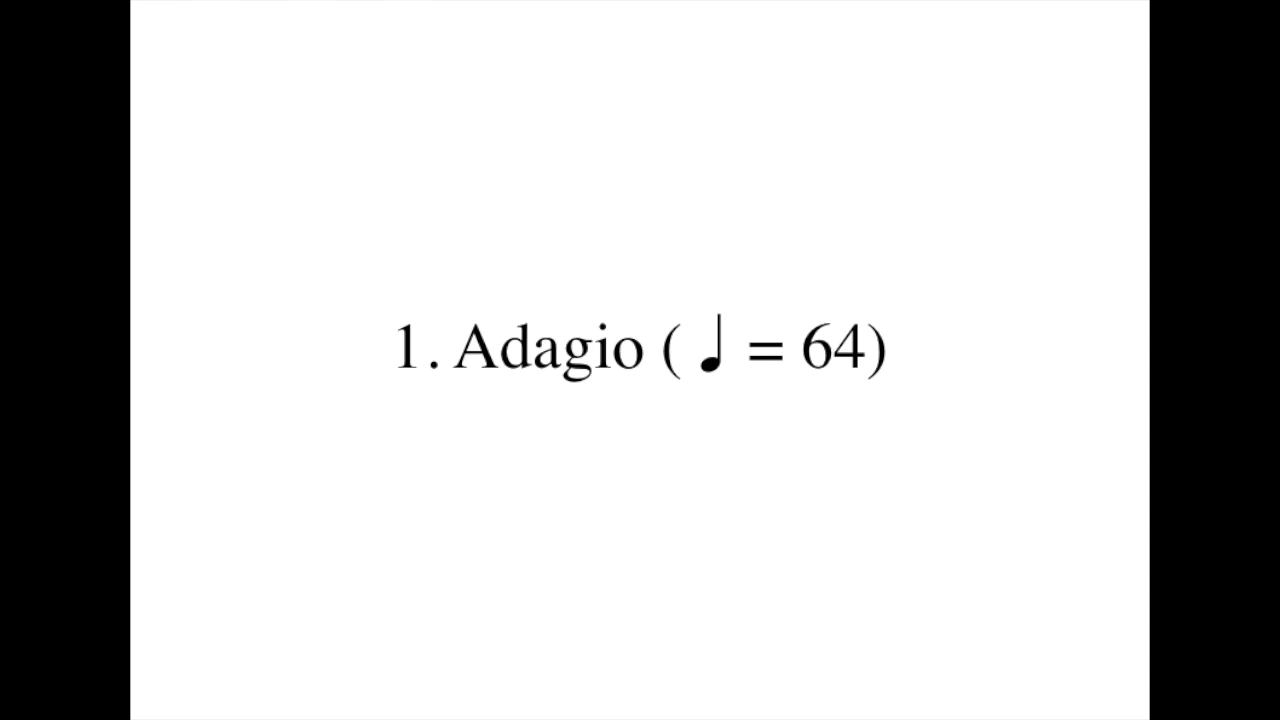 1. Adagio ( ♩ = 64)